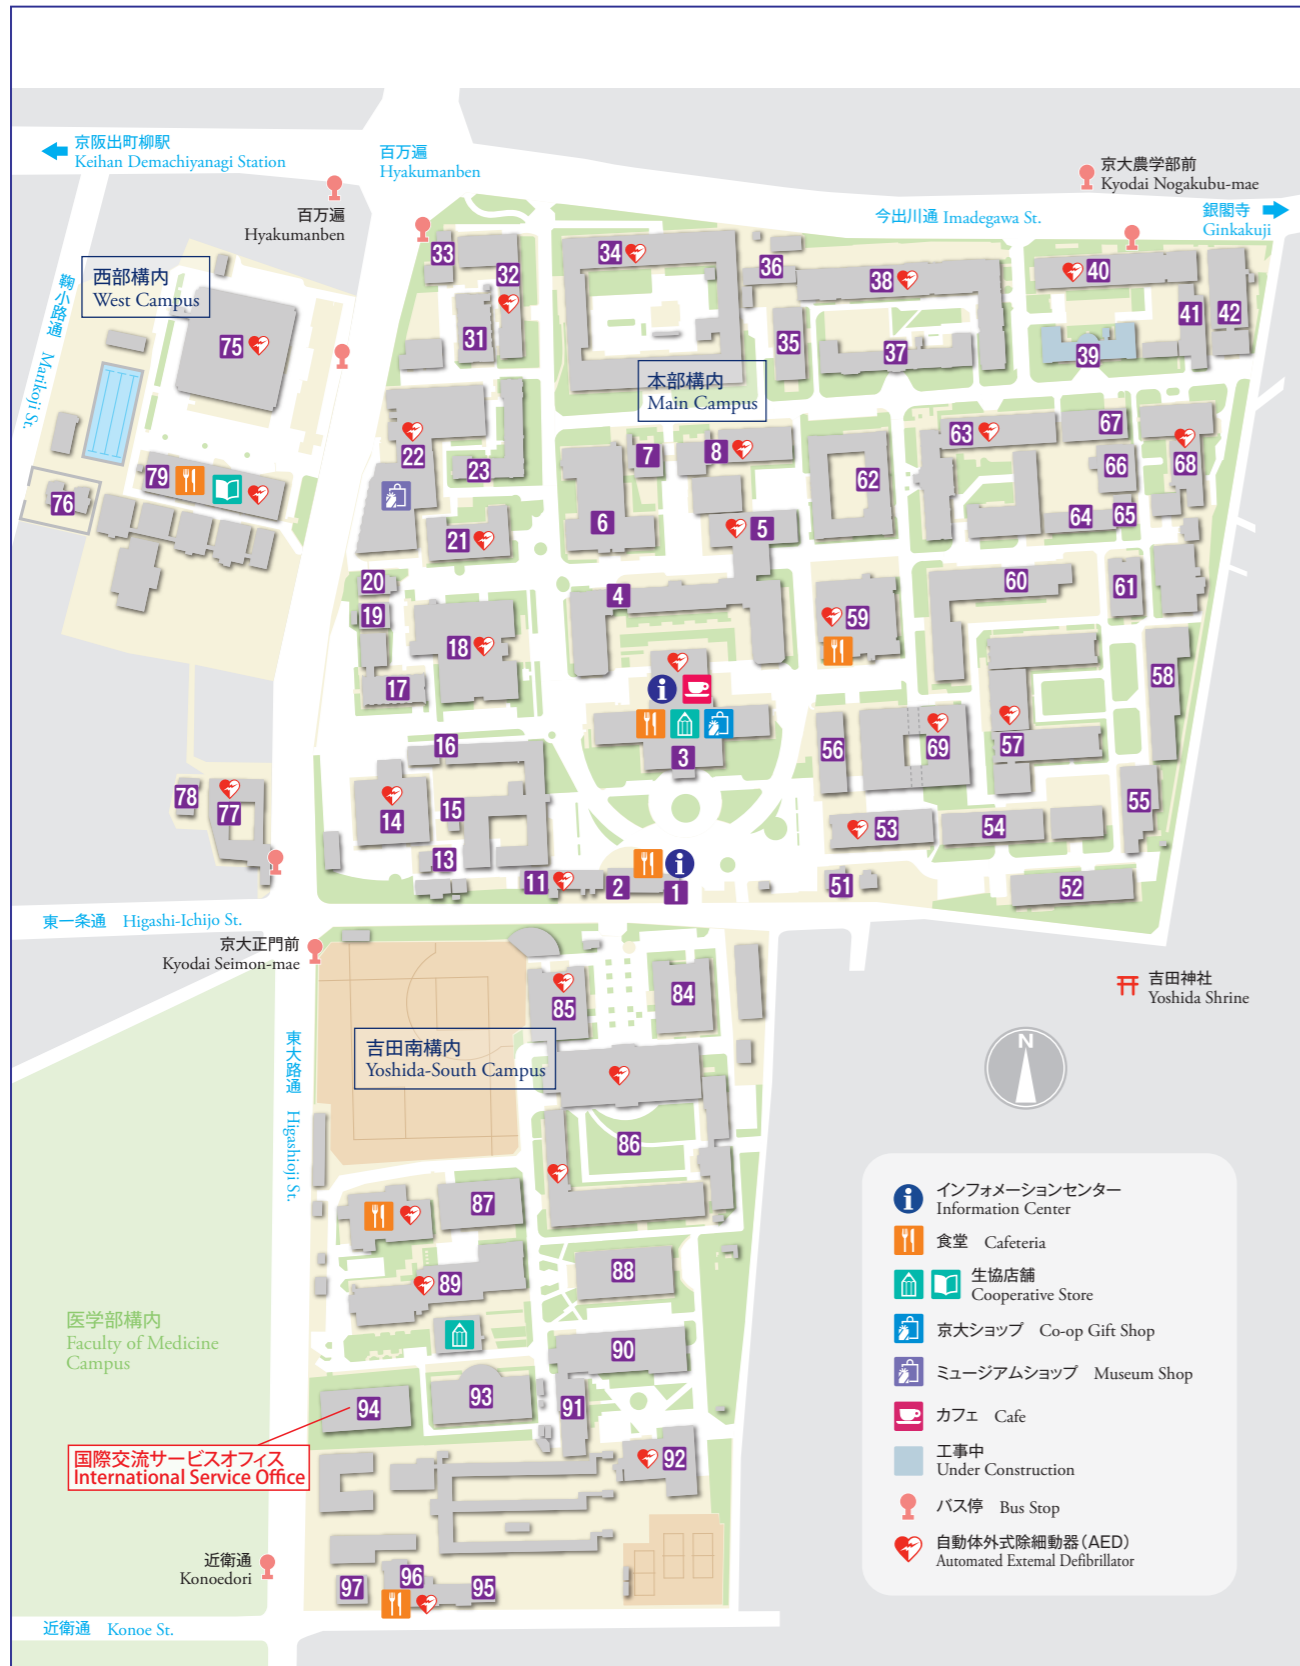 京阪出町柳駅
Keihan Demachiyanagi Station
百万遍
Hyakumanben
百万遍
Hyakumanben
京大農学部前
Kyodai Nogakubu-mae
今出川通 Imadegawa St.
銀閣寺
Ginkakuji
西部構内
West Campus
鞠小路通 Marikoji St.
本部構内
Main Campus
33
32
31
34
36
38
35
37
40
41
42
39
75
79
76
22
23
21
7
8
6
5
62
63
67
66
68
64
65
20
19
18
17
4
59
60
61
58
16
3
56
69
57
78
77
14
15
13
53
54
55
11
2
1
51
52
東一条通 Higashi-Ichijo St.
京大正門前
Kyodai Seimon-mae
85
84
吉田神社
Yoshida Shrine
N
吉田南構内
Yoshida-South Campus
東大路通 Higashioji St.
86
87
88
89
90
医学部構内
Faculty of Medicine
Campus
94
93
91
92
国際交流サービスオフィス
International Service Office
近衛通
Konoedori
97
96
95
近衛通 Konoe St.
インフォメーションセンター
Information Center
食堂 Cafeteria
生協店舗
Cooperative Store
京大ショップ Co-op Gift Shop
ミュージアムショップ Museum Shop
カフェ Cafe
工事中
Under Construction
バス停 Bus Stop
自動体外式除細動器（AED）
Automated External Defibrillator